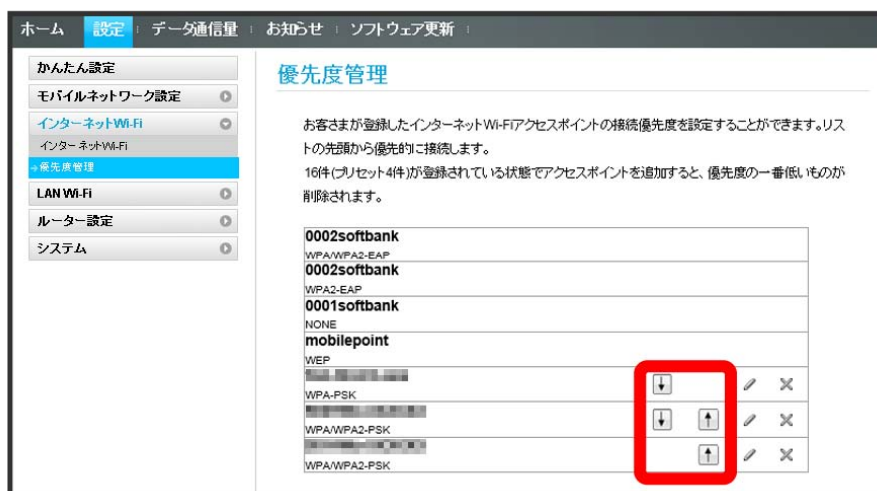 ホーム 設定 データ通信量 お知らせ ソフトウェア更新
かんたん設定
モバイルネットワーク設定
インターネットWi-Fi
インターネットWi-Fi
→優先度管理
LAN Wi-Fi
ルーター設定
システム
優先度管理
お客さまが登録したインターネットWi-Fiアクセスポイントの接続優先度を設定することができます。リス
トの先頭から優先的に接続します。
16件(プリセット4件)が登録されている状態でアクセスポイントを追加すると、優先度の一番低いものが
削除されます。
0002softbank
WPA/WPA2-EAP
0002softbank
WPA2-EAP
0001softbank
NONE
mobilepoint
WEP
WPA-PSK
WPA/WPA2-PSK
WPA/WPA2-PSK